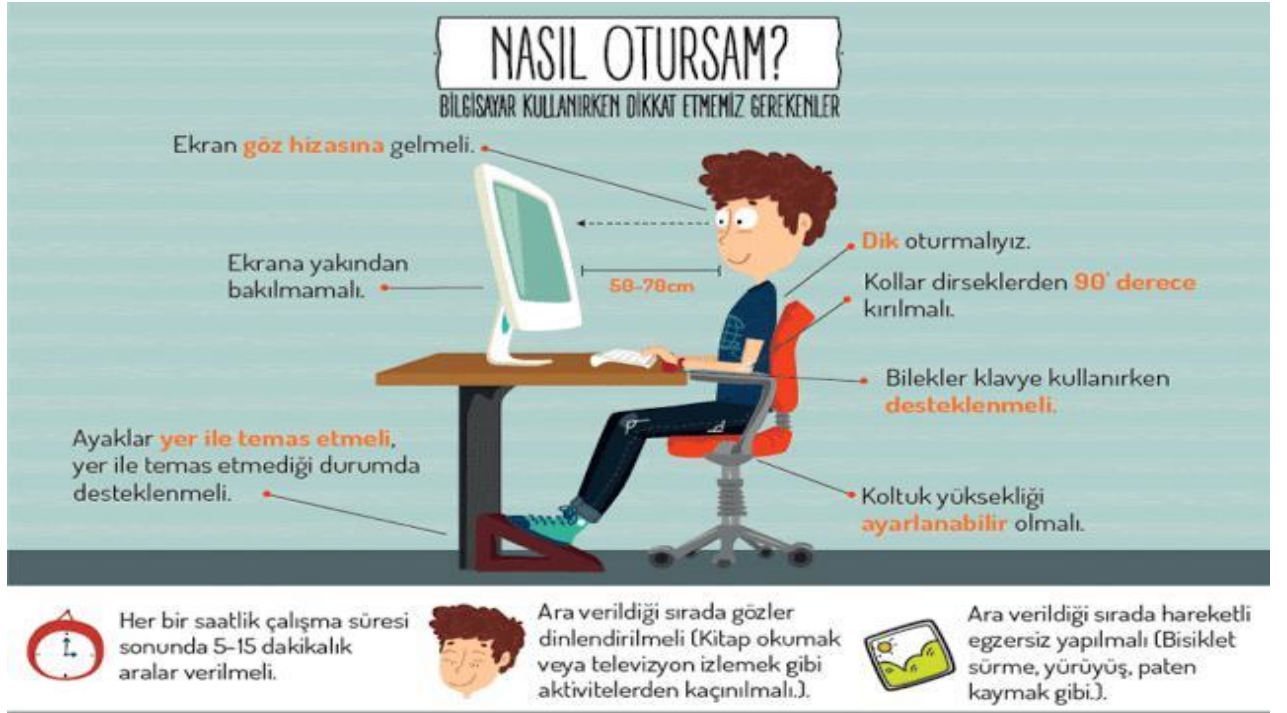 NASIL OTURSAM?
BİLGİSAYAR KULLANIRKEN DİKKAT ETMEMİZ GEREKENLER
Ekran göz hizasına gelmeli.
Ekrana yakından
bakılmamalı.
50-70cm
Dik oturmalıyız.
Kollar dirseklerden 90° derece
kırılmalı.
Bilekler klavye kullanırken
desteklenmeli.
Ayaklar yer ile temas etmeli,
yer ile temas etmediği durumda
desteklenmeli.
Koltuk yüksekliği
ayarlanabilir olmalı.
Her bir saatlik çalışma süresi
sonunda 5-15 dakikalık
aralar verilmeli.
Ara verildiği sırada gözler
dinlendirilmeli (Kitap okumak
veya televizyon izlemek gibi
aktivitelerden kaçınılmalı.).
Ara verildiği sırada hareketli
egzersiz yapılmalı (Bisiklet
sürme, yürüyüş, paten
kaymak gibi.).